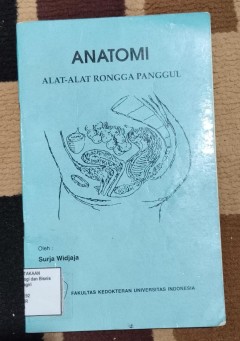 ANATOMI
ALAT-ALAT RONGGA PANGGUL
Oleh :
Surja Widjaja
FAKULTAS KEDOKTERAN UNIVERSITAS INDONESIA